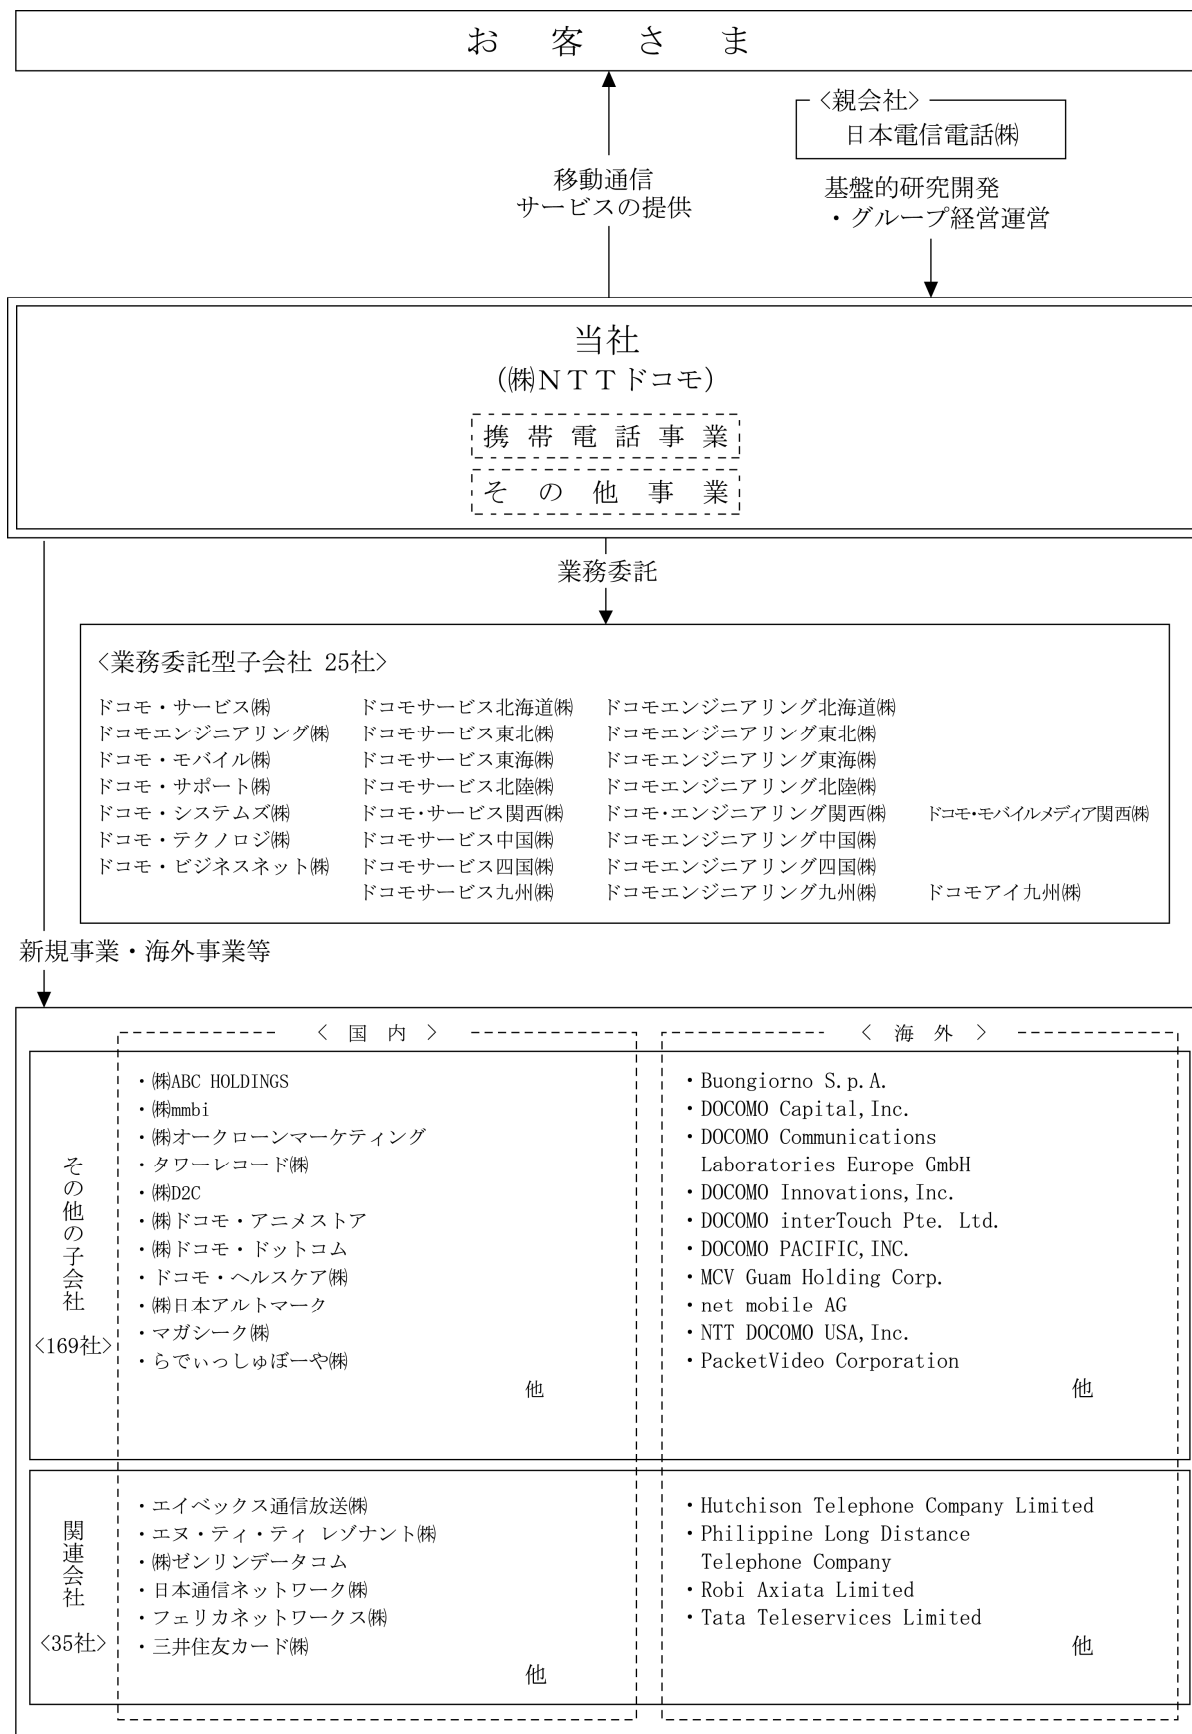 お客さま
<親会社>
日本電信電話㈱
移動通信
サービスの提供
基盤的研究開発
・グループ経営運営
当社
（㈱ＮＴＴドコモ）
携帯電話事業
その他事業
業務委託
<業務委託型子会社 25社>
ドコモ・サービス㈱ ドコモサービス北海道㈱ ドコモエンジニアリング北海道㈱
ドコモエンジニアリング㈱ ドコモサービス東北㈱ ドコモエンジニアリング東北㈱
ドコモ・モバイル㈱ ドコモサービス東海㈱ ドコモエンジニアリング東海㈱
ドコモ・サポート㈱ ドコモサービス北陸㈱ ドコモエンジニアリング北陸㈱
ドコモ・システムズ㈱ ドコモ・サービス関西㈱ ドコモ・エンジニアリング関西㈱ ドコモ・モバイルメディア関西㈱
ドコモ・テクノロジ㈱ ドコモサービス中国㈱ ドコモエンジニアリング中国㈱
ドコモ・ビジネスネット㈱ ドコモサービス四国㈱ ドコモエンジニアリング四国㈱
ドコモサービス九州㈱ ドコモエンジニアリング九州㈱ ドコモアイ九州㈱
新規事業・海外事業等
<国内>
<海外>
その他の子会社
<169社>
・㈱ABC HOLDINGS
・㈱mmbi
・㈱オークローンマーケティング
・タワーレコード㈱
・㈱D2C
・㈱ドコモ・アニメストア
・㈱ドコモ・ドットコム
・ドコモ・ヘルスケア㈱
・㈱日本アルトマーク
・マガシーク㈱
・らでぃっしゅぼーや㈱
他
・Buongiorno S.p.A.
・DOCOMO Capital,Inc.
・DOCOMO Communications
Laboratories Europe GmbH
・DOCOMO Innovations,Inc.
・DOCOMO interTouch Pte. Ltd.
・DOCOMO PACIFIC,INC.
・MCV Guam Holding Corp.
・net mobile AG
・NTT DOCOMO USA,Inc.
・PacketVideo Corporation
他
関連会社
<35社>
・エイベックス通信放送㈱
・エヌ・ティ・ティ レゾナント㈱
・㈱ゼンリンデータコム
・日本通信ネットワーク㈱
・フェリカネットワークス㈱
・三井住友カード㈱
他
・Hutchison Telephone Company Limited
・Philippine Long Distance
Telephone Company
・Robi Axiata Limited
・Tata Teleservices Limited
他